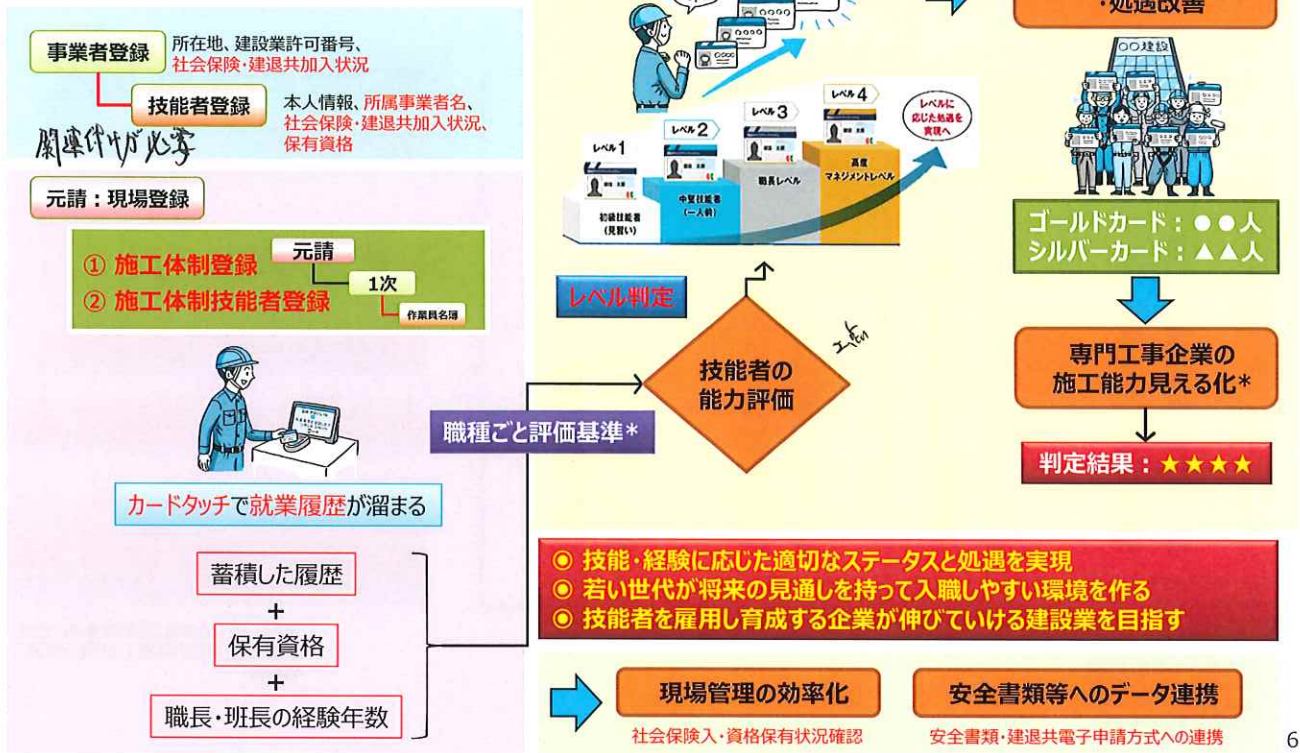 ・処遇改善
事業者登録
所在地、建設業許可番号、
社会保険・建退共加入状況
技能者登録
本人情報、所属事業者名、
社会保険・建退共加入状況、
保有資格
関連付けが必要
元請：現場登録
① 施工体制登録
② 施工体制技能者登録
元請
1次
作業員名簿
カードタッチで就業履歴が溜まる
蓄積した履歴
+
保有資格
+
職長・班長の経験年数
職種ごと評価基準*
レベル1
初級技能者
(見習い)
レベル2
中堅技能者
(一人前)
レベル3
職長レベル
レベル4
高度
マネジメントレベル
レベルに
応じた処遇を
実現へ
レベル判定
技能者の
能力評価
〇〇建設
ゴールドカード：●●人
シルバーカード：▲▲人
専門工事企業の
施工能力見える化*
判定結果：★★★★
◎ 技能・経験に応じた適切なステータスと処遇を実現
◎ 若い世代が将来の見通しを持って入職しやすい環境を作る
◎ 技能者を雇用し育成する企業が伸びていける建設業を目指す
現場管理の効率化
社会保険入・資格保有状況確認
安全書類等へのデータ連携
安全書類・建退共電子申請方式への連携
6